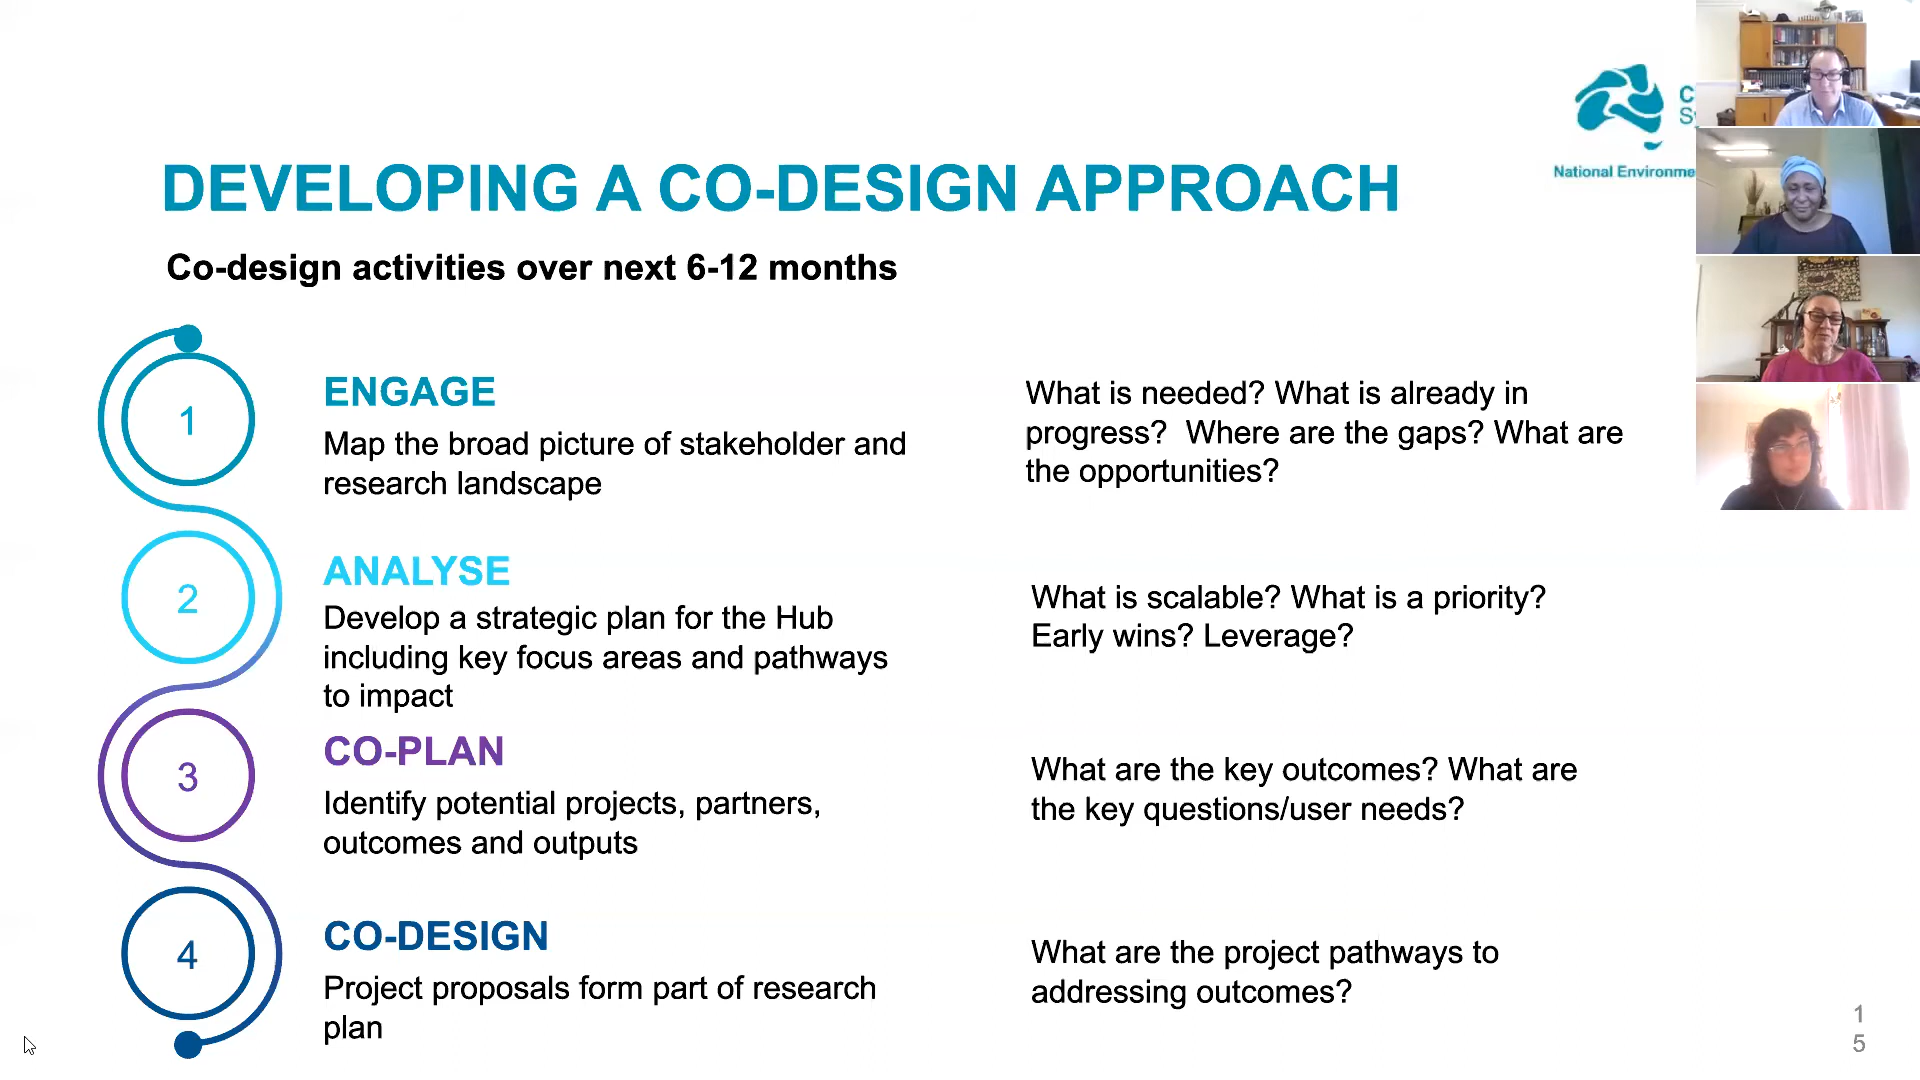 C
Sy
National Environme
DEVELOPING A CO-DESIGN APPROACH
Co-design activities over next 6-12 months
1
ENGAGE
Map the broad picture of stakeholder and
research landscape
What is needed? What is already in
progress?  Where are the gaps? What are
the opportunities?
2
ANALYSE
Develop a strategic plan for the Hub
including key focus areas and pathways
to impact
What is scalable? What is a priority?
Early wins? Leverage?
3
CO-PLAN
Identify potential projects, partners,
outcomes and outputs
What are the key outcomes? What are
the key questions/user needs?
4
CO-DESIGN
Project proposals form part of research
plan
What are the project pathways to
addressing outcomes?
1
5